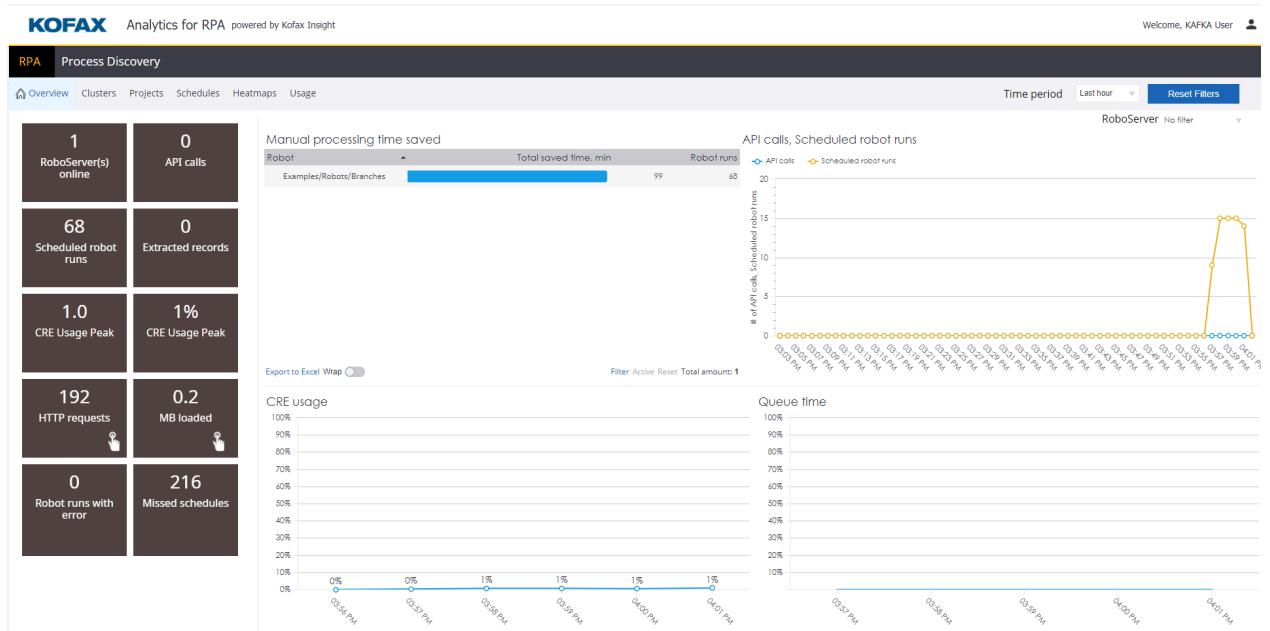 KOFAX Analytics for RPA powered by Kofax Insight
Welcome, KAFKA User
RPA Process Discovery
Overview Clusters Projects Schedules Heatmaps Usage
Time period Last hour Reset Filters
RoboServer No filter
1
RoboServer(s)
online
0
API calls
68
Scheduled robot
runs
0
Extracted records
1.0
CRE Usage Peak
1%
CRE Usage Peak
192
HTTP requests
0.2
MB loaded
0
Robot runs with
error
216
Missed schedules
Manual processing time saved
Robot Total saved time, min Robot runs
Examples/Robots/Branches 99 68
Export to Excel Wrap
Filter Active Reset Total amount: 1
API calls, Scheduled robot runs
API calls Scheduled robot runs
# of API calls, Scheduled robot runs
20
15
10
5
0
03:03 PM
03:05 PM
03:07 PM
03:09 PM
03:11 PM
03:13 PM
03:15 PM
03:17 PM
03:19 PM
03:21 PM
03:23 PM
03:25 PM
03:27 PM
03:29 PM
03:31 PM
03:33 PM
03:35 PM
03:37 PM
03:39 PM
03:41 PM
03:43 PM
03:45 PM
03:47 PM
03:49 PM
03:51 PM
03:53 PM
03:55 PM
03:57 PM
03:59 PM
04:01 PM
CRE usage
100%
90%
80%
70%
60%
50%
40%
30%
20%
10%
0%
0% 0% 1% 1% 1% 1%
03:56 PM
03:57 PM
03:58 PM
03:59 PM
04:00 PM
04:01 PM
Queue time
100%
90%
80%
70%
60%
50%
40%
30%
20%
10%
03:57 PM
03:58 PM
03:59 PM
04:00 PM
04:01 PM